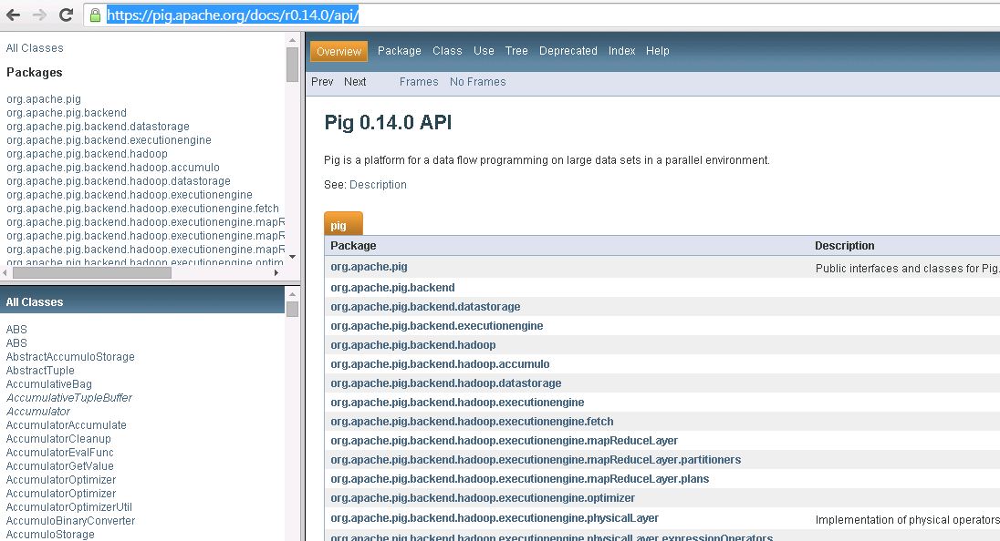 https://pig.apache.org/docs/r0.14.0/api/
All Classes
Packages
org.apache.pig
org.apache.pig.backend
org.apache.pig.backend.datastorage
org.apache.pig.backend.executionengine
org.apache.pig.backend.hadoop
org.apache.pig.backend.hadoop.accumulo
org.apache.pig.backend.hadoop.datastorage
org.apache.pig.backend.hadoop.executionengine
org.apache.pig.backend.hadoop.executionengine.fetch
org.apache.pig.backend.hadoop.executionengine.mapR
org.apache.pig.backend.hadoop.executionengine.mapR
org.apache.pig.backend.hadoop.executionengine.mapR
org.apache.pig.backend.hadoop.executionengine.optim
All Classes
ABS
ABS
AbstractAccumuloStorage
AbstractTuple
AccumulativeBag
AccumulativeTupleBuffer
Accumulator
AccumulatorAccumulate
AccumulatorCleanup
AccumulatorEvalFunc
AccumulatorGetValue
AccumulatorOptimizer
AccumulatorOptimizer
AccumulatorOptimizerUtil
AccumuloBinaryConverter
AccumuloStorage
Overview Package Class Use Tree Deprecated Index Help
Prev Next Frames No Frames
Pig 0.14.0 API
Pig is a platform for a data flow programming on large data sets in a parallel environment.
See: Description
pig
Package Description
org.apache.pig Public interfaces and classes for Pig.
org.apache.pig.backend
org.apache.pig.backend.datastorage
org.apache.pig.backend.executionengine
org.apache.pig.backend.hadoop
org.apache.pig.backend.hadoop.accumulo
org.apache.pig.backend.hadoop.datastorage
org.apache.pig.backend.hadoop.executionengine
org.apache.pig.backend.hadoop.executionengine.fetch
org.apache.pig.backend.hadoop.executionengine.mapReduceLayer
org.apache.pig.backend.hadoop.executionengine.mapReduceLayer.partitioners
org.apache.pig.backend.hadoop.executionengine.mapReduceLayer.plans
org.apache.pig.backend.hadoop.executionengine.optimizer
org.apache.pig.backend.hadoop.executionengine.physicalLayer Implementation of physical operators
org.apache.pig.backend.hadoop.executionengine.physicalLayer.expressionOperators